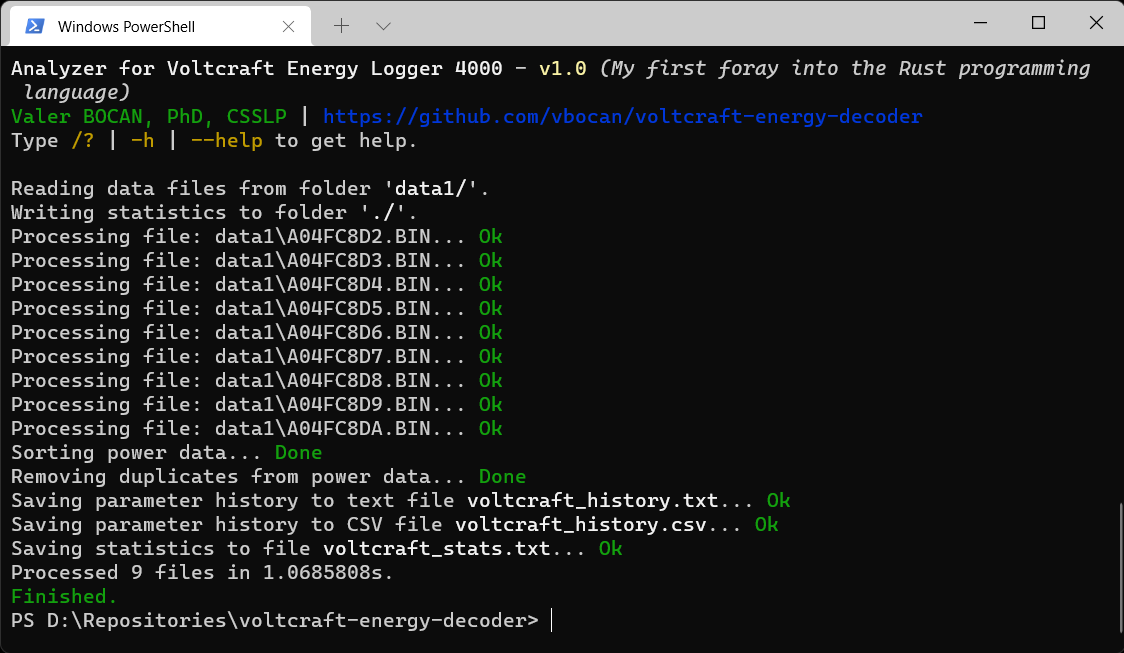 Windows PowerShell
Analyzer for Voltcraft Energy Logger 4000 - v1.0 (My first foray into the Rust programming
language)
Valer BOCAN, PhD, CSSLP | https://github.com/vbocan/voltcraft-energy-decoder
Type /? | -h | --help to get help.
Reading data files from folder 'data1/'.
Writing statistics to folder './'.
Processing file: data1\A04FC8D2.BIN... Ok
Processing file: data1\A04FC8D3.BIN... Ok
Processing file: data1\A04FC8D4.BIN... Ok
Processing file: data1\A04FC8D5.BIN... Ok
Processing file: data1\A04FC8D6.BIN... Ok
Processing file: data1\A04FC8D7.BIN... Ok
Processing file: data1\A04FC8D8.BIN... Ok
Processing file: data1\A04FC8D9.BIN... Ok
Processing file: data1\A04FC8DA.BIN... Ok
Sorting power data... Done
Removing duplicates from power data... Done
Saving parameter history to text file voltcraft_history.txt... Ok
Saving parameter history to CSV file voltcraft_history.csv... Ok
Saving statistics to file voltcraft_stats.txt... Ok
Processed 9 files in 1.0685808s.
Finished.
PS D:\Repositories\voltcraft-energy-decoder>